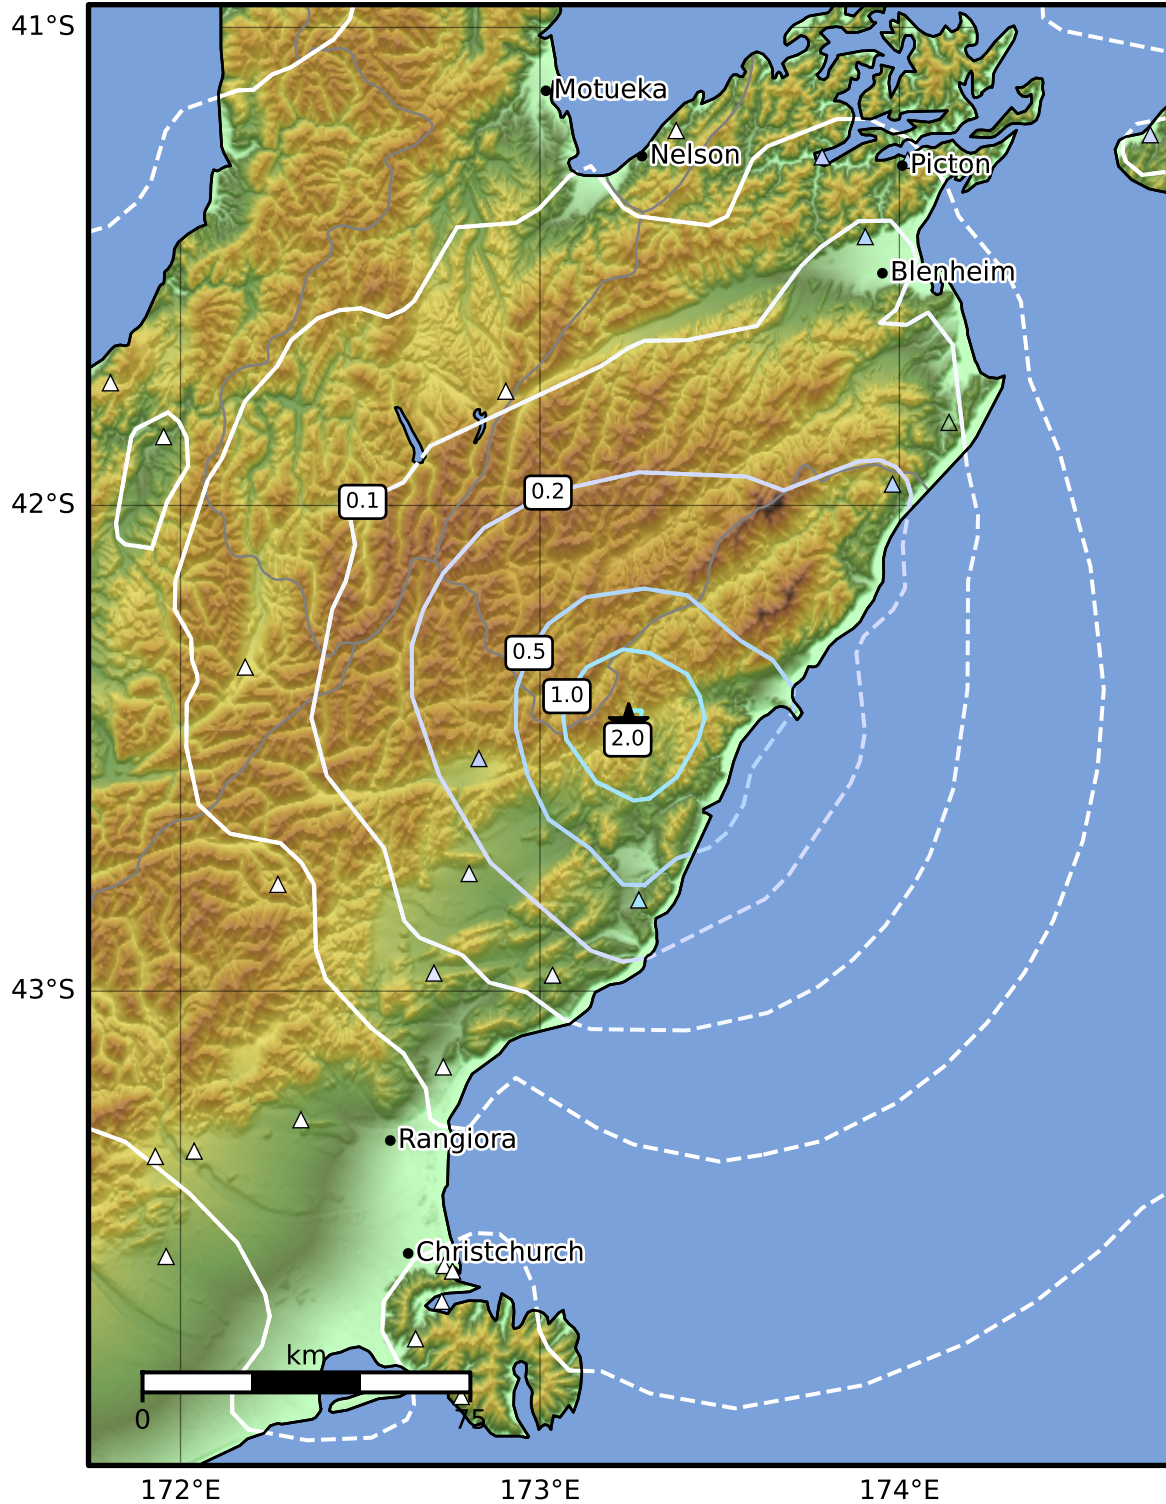 41°S
Motueka
Nelson
Picton
Blenheim
0.2
0.1
42°S
0.5
1.0
2.0
43°S
Rangiora
Christchurch
km
0
75
172°E
173°E
174°E